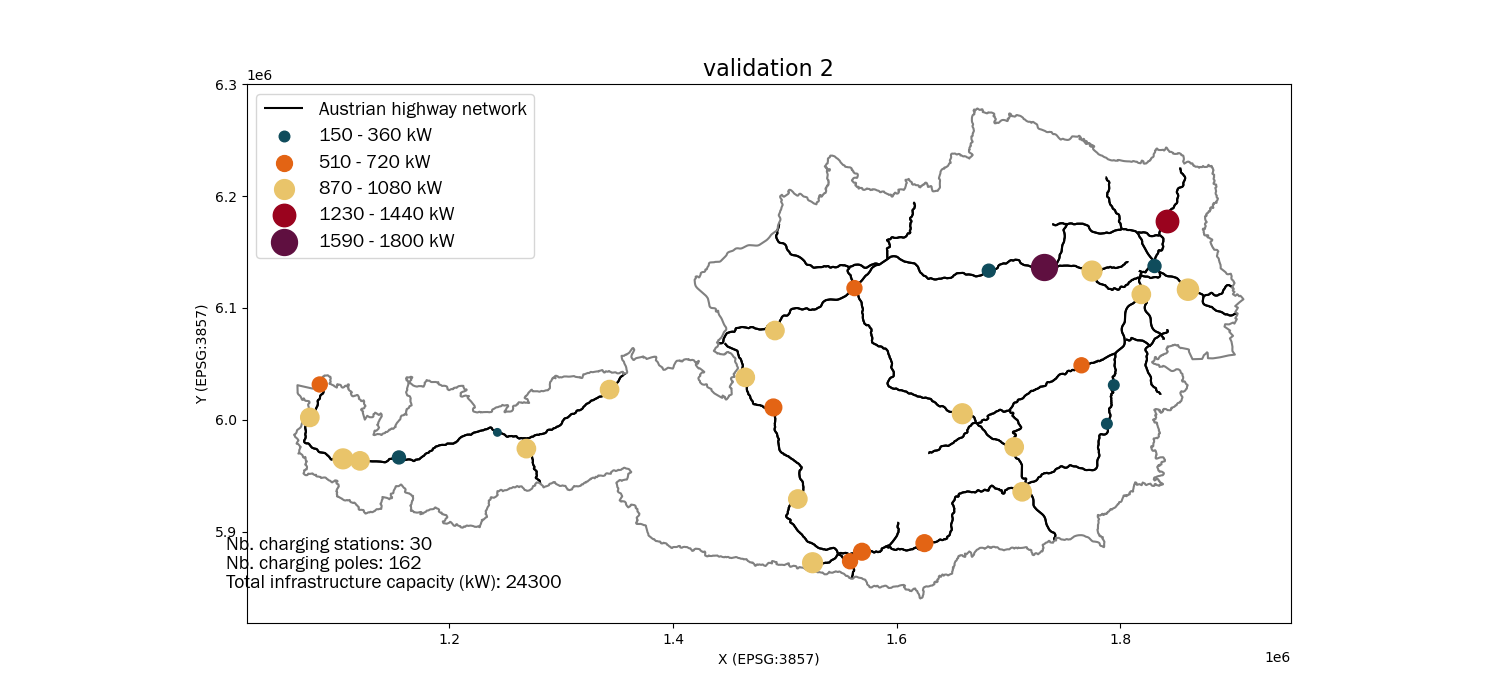 validation 2
1e6
6.3
6.2
6.1
6.0
5.9
Y (EPSG:3857)
Austrian highway network
150 - 360 kW
510 - 720 kW
870 - 1080 kW
1230 - 1440 kW
1590 - 1800 kW
Nb. charging stations: 30
Nb. charging poles: 162
Total infrastructure capacity (kW): 24300
1.2 1.4 1.6 1.8
X (EPSG:3857)
1e6